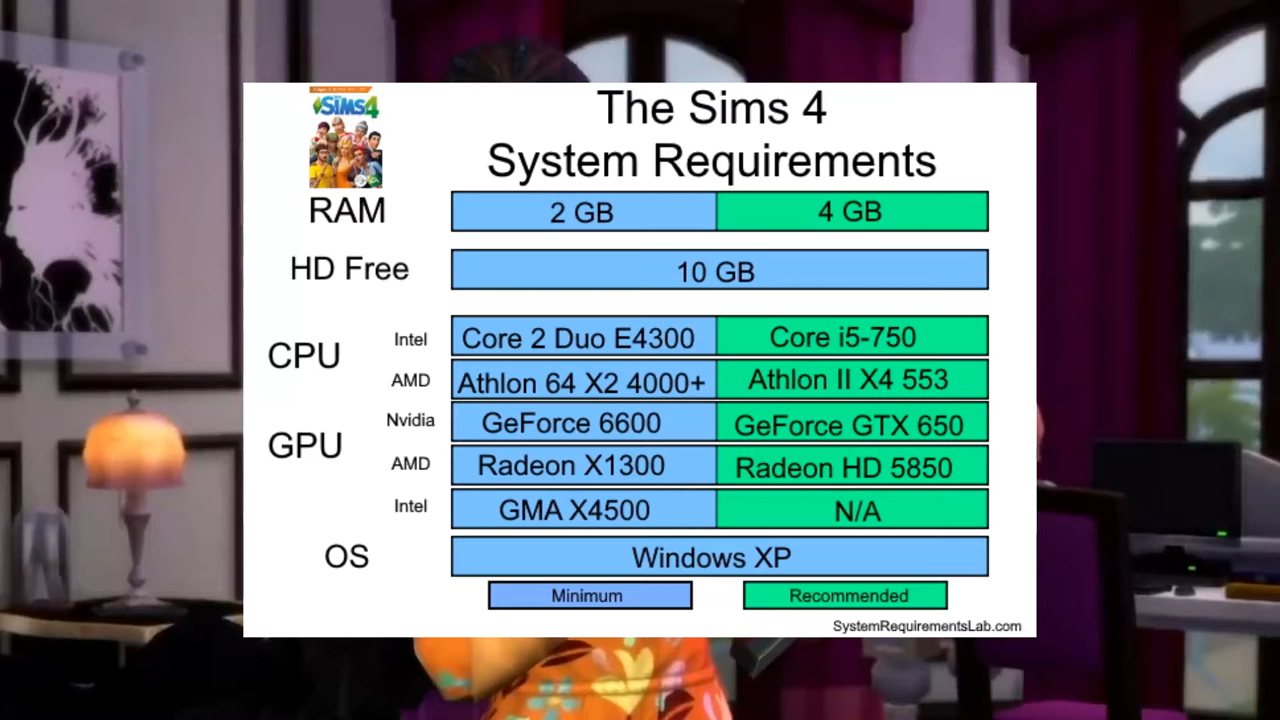 The Sims 4
System Requirements
SiMS4
RAM 2 GB 4 GB
HD Free 10 GB
CPU Intel Core 2 Duo E4300 Core i5-750
AMD Athlon 64 X2 4000+ Athlon II X4 553
GPU Nvidia GeForce 6600 GeForce GTX 650
AMD Radeon X1300 Radeon HD 5850
Intel GMA X4500 N/A
OS Windows XP
Minimum Recommended
SystemRequirementsLab.com